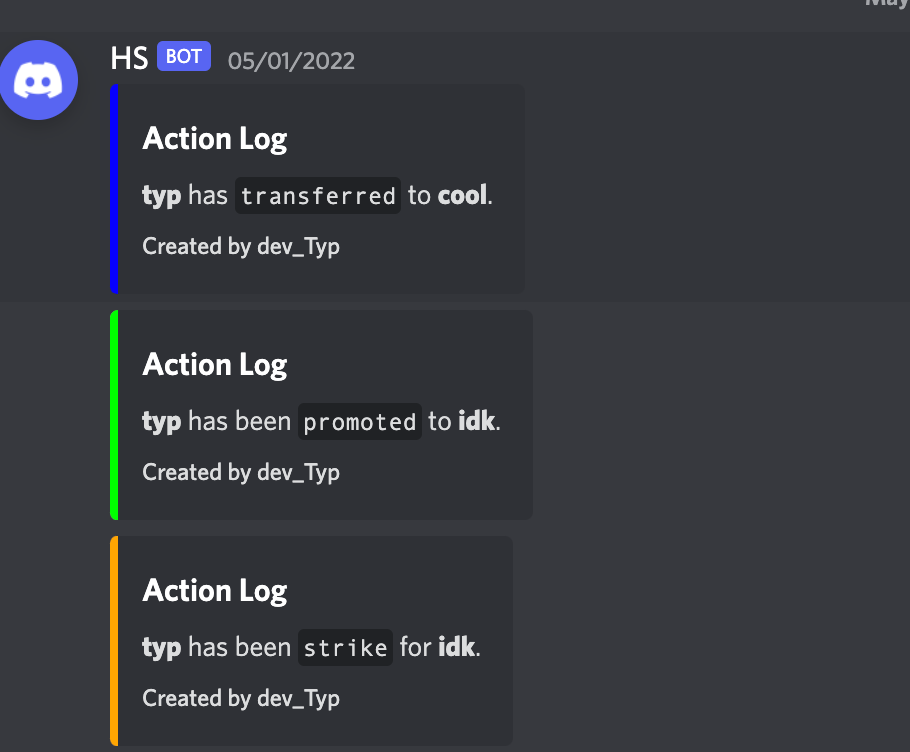 May
HS BOT 05/01/2022
Action Log
typ has transferred to cool.
Created by dev_Typ
Action Log
typ has been promoted to idk.
Created by dev_Typ
Action Log
typ has been strike for idk.
Created by dev_Typ